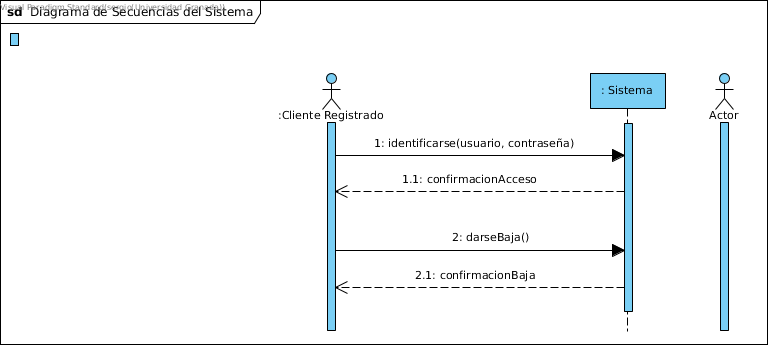 Visual Paradigm Standard(sergio(Universidad Granada))
sd Diagrama de Secuencias del Sistema
: Sistema
:Cliente Registrado
Actor
1: identificarse(usuario, contraseña)
1.1: confirmacionAcceso
2: darseBaja()
2.1: confirmacionBaja